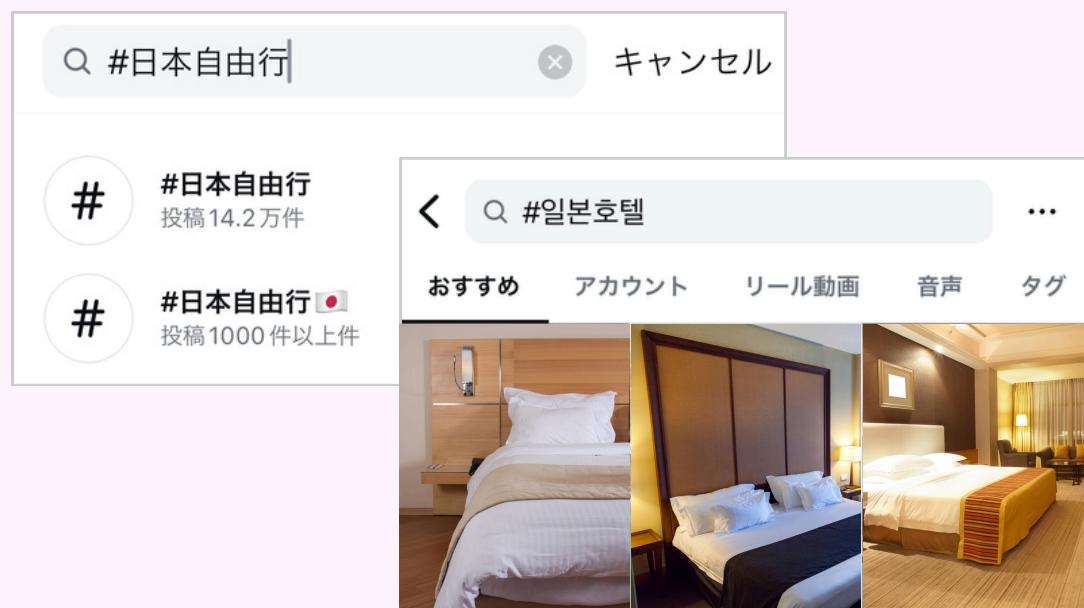 #日本自由行
キャンセル
#
#日本自由行
投稿14.2万件
#
#日本自由行🇯🇵
投稿1000件以上件
#일본호텔
おすすめ
アカウント
リール動画
音声
タグ